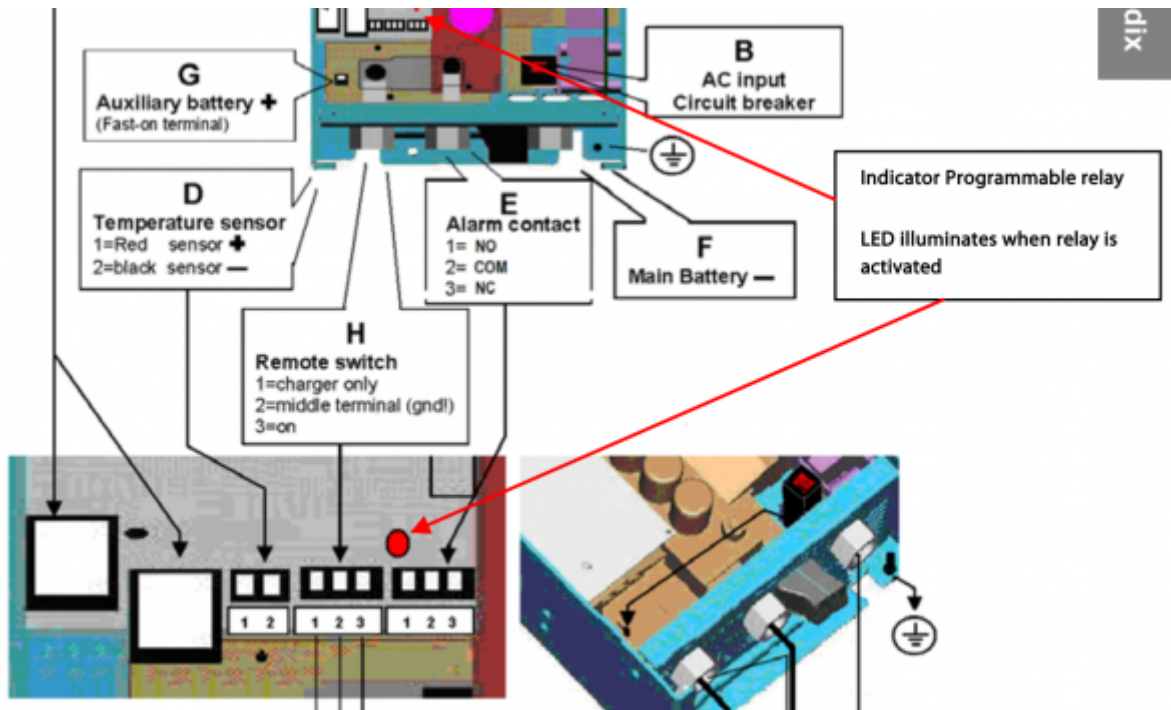 dix
G
Auxiliary battery +
(Fast-on terminal)
B
AC input
Circuit breaker
D
Temperature sensor
1=Red sensor +
2=black sensor —
E
Alarm contact
1= NO
2= COM
3= NC
F
Main Battery —
Indicator Programmable relay
LED illuminates when relay is
activated
H
Remote switch
1=charger only
2=middle terminal (gnd!)
3=on
1 2
1 2 3
1 2 3